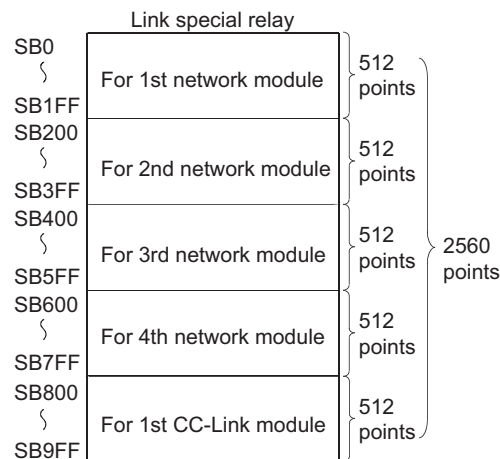 Link special relay
SB0
SB1FF
For 1st network module
512
points
SB200
SB3FF
For 2nd network module
512
points
SB400
SB5FF
For 3rd network module
512
points
SB600
SB7FF
For 4th network module
512
points
SB800
SB9FF
For 1st CC-Link module
512
points
2560
points